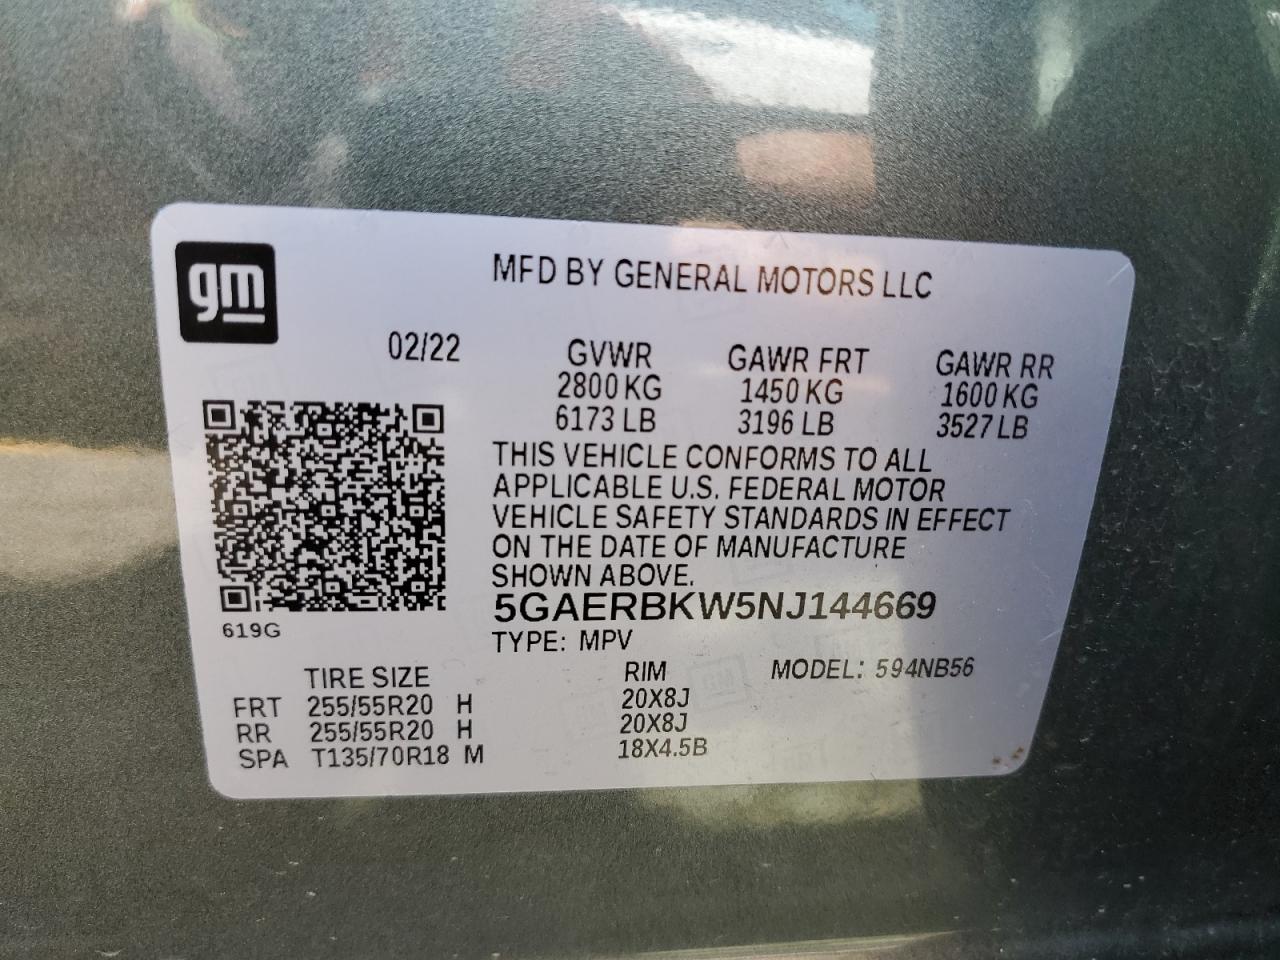 gm
MFD BY GENERAL MOTORS LLC
02/22 GVWR GAWR FRT GAWR RR
2800 KG 1450 KG 1600 KG
6173 LB 3196 LB 3527 LB
THIS VEHICLE CONFORMS TO ALL
APPLICABLE U.S. FEDERAL MOTOR
VEHICLE SAFETY STANDARDS IN EFFECT
ON THE DATE OF MANUFACTURE
SHOWN ABOVE.
5GAERBKW5NJ144669
619G
TYPE: MPV
TIRE SIZE RIM MODEL: 594NB56
FRT 255/55R20 H 20X8J
RR 255/55R20 H 20X8J
SPA T135/70R18 M 18X4.5B